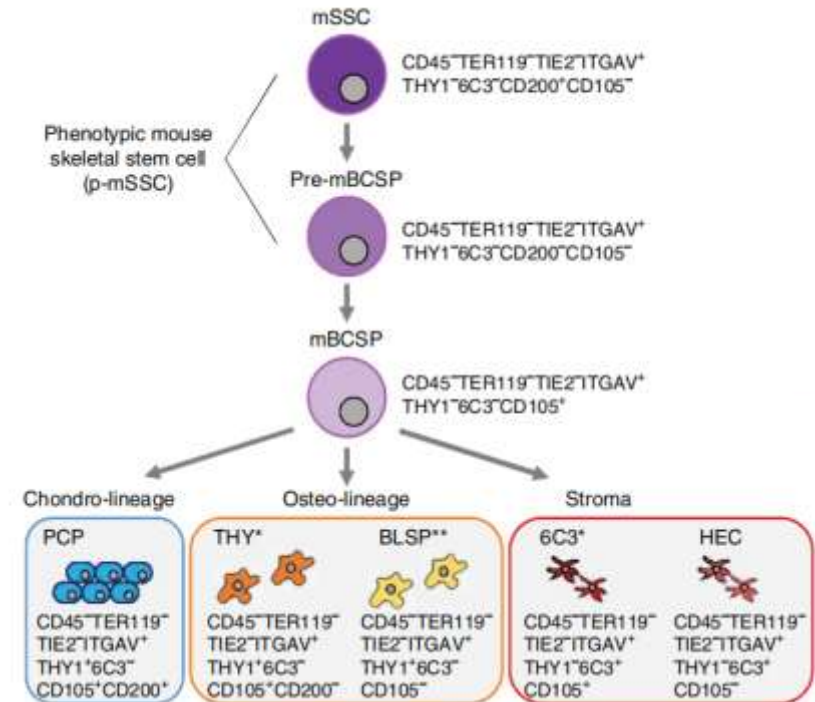 mSSC
CD45⁻TER119⁻TIE2⁻ITGAV⁺
THY1⁻6C3⁻CD200⁺CD105⁻
Phenotypic mouse
skeletal stem cell
(p-mSSC)
Pre-mBCSP
CD45⁻TER119⁻TIE2⁻ITGAV⁺
THY1⁻6C3⁻CD200⁻CD105⁻
mBCSP
CD45⁻TER119⁻TIE2⁻ITGAV⁺
THY1⁻6C3⁻CD105⁺
Chondro-lineage
PCP
CD45⁻TER119⁻
TIE2⁻ITGAV⁺
THY1⁺6C3⁻
CD105⁺CD200⁺
Osteo-lineage
THY*
CD45⁻TER119⁻
TIE2⁻ITGAV⁺
THY1⁺6C3⁻
CD105⁺CD200⁻
BLSP**
CD45⁻TER119⁻
TIE2⁻ITGAV⁺
THY1⁺6C3⁻
CD105⁻
Stroma
6C3*
CD45⁻TER119⁻
TIE2⁻ITGAV⁺
THY1⁻6C3⁺
CD105⁺
HEC
CD45⁻TER119⁻
TIE2⁻ITGAV⁺
THY1⁻6C3⁺
CD105⁻